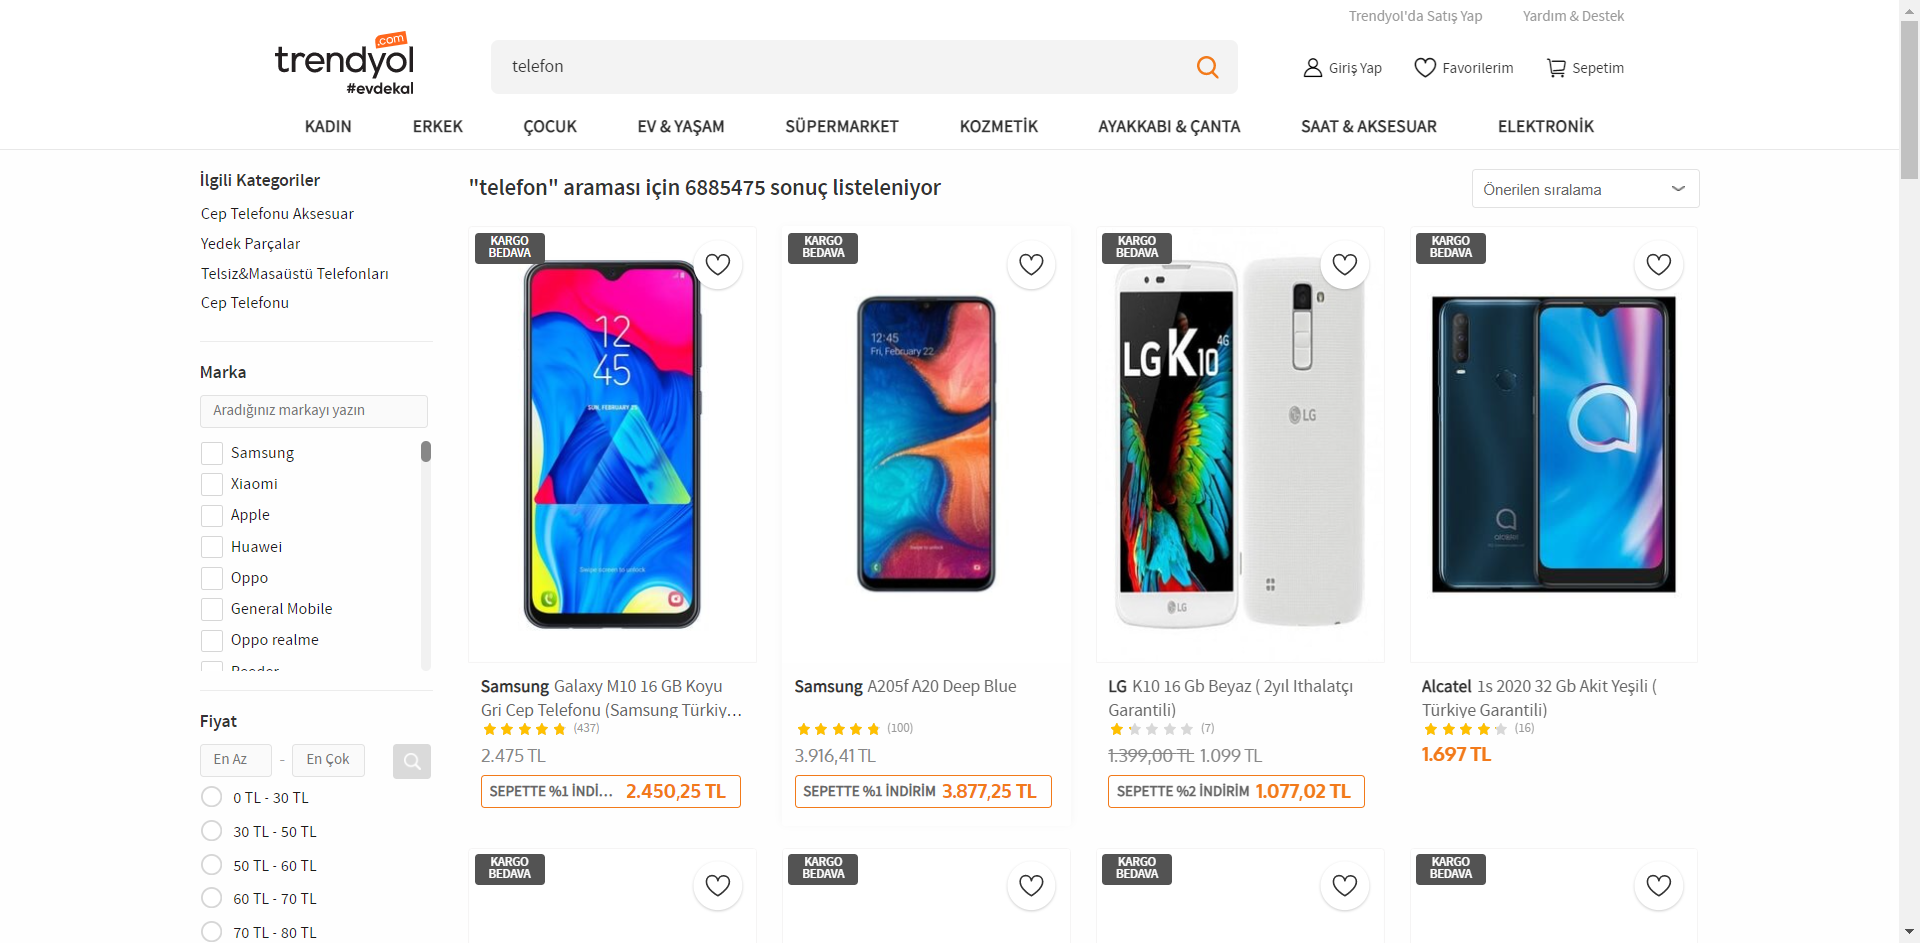 Trendyol'da Satış Yap
Yardım & Destek
trendyol
.com
#evdekal
telefon
Giriş Yap
Favorilerim
Sepetim
KADIN
ERKEK
ÇOCUK
EV & YAŞAM
SÜPERMARKET
KOZMETİK
AYAKKABI & ÇANTA
SAAT & AKSESUAR
ELEKTRONİK
İlgili Kategoriler
Cep Telefonu Aksesuar
Yedek Parçalar
Telsiz&Masaüstü Telefonları
Cep Telefonu
Marka
Aradığınız markayı yazın
Samsung
Xiaomi
Apple
Huawei
Oppo
General Mobile
Oppo realme
Reeder
Fiyat
En Az
-
En Çok
0 TL - 30 TL
30 TL - 50 TL
50 TL - 60 TL
60 TL - 70 TL
70 TL - 80 TL
"telefon" araması için 6885475 sonuç listeleniyor
Önerilen sıralama
KARGO
BEDAVA
12
45
SUN, FEBRUARY
Swipe screen to unlock
Samsung Galaxy M10 16 GB Koyu
Gri Cep Telefonu (Samsung Türkiy...
(437)
2.475 TL
SEPETTE %1 İNDİ... 2.450,25 TL
KARGO
BEDAVA
12:45
Fri, February 22
Swipe to unlock
Samsung A205f A20 Deep Blue
(100)
3.916,41 TL
SEPETTE %1 İNDİRİM 3.877,25 TL
KARGO
BEDAVA
LG K10 4G
LG
LG
LG K10 16 Gb Beyaz ( 2yıl Ithalatçı
Garantili)
(7)
1.399,00 TL 1.099 TL
SEPETTE %2 İNDİRİM 1.077,02 TL
KARGO
BEDAVA
alcatel
Alcatel 1s 2020 32 Gb Akit Yeşili (
Türkiye Garantili)
(16)
1.697 TL
KARGO
BEDAVA
KARGO
BEDAVA
KARGO
BEDAVA
KARGO
BEDAVA